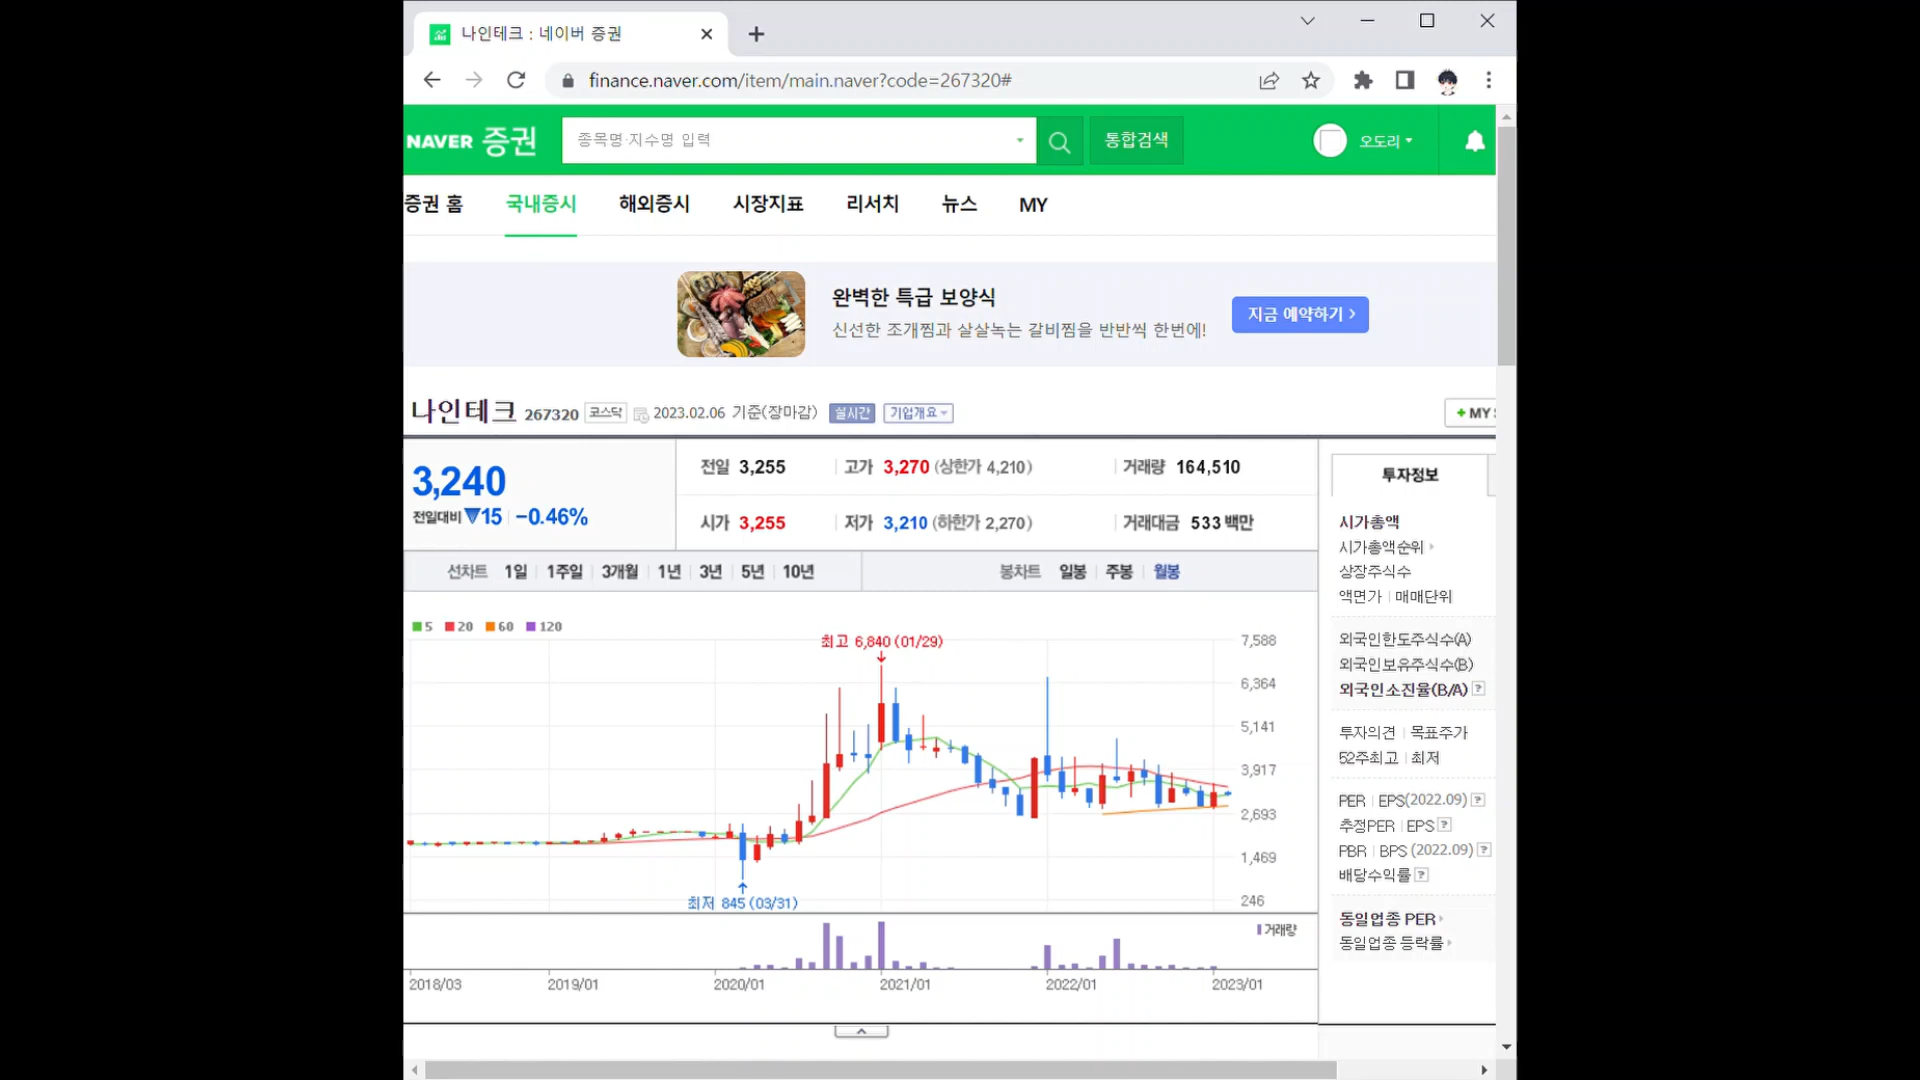 나인테크 : 네이버 증권
finance.naver.com/item/main.naver?code=267320#
NAVER 증권
종목명·지수명 입력
통합검색
오도리
증권 홈 국내증시 해외증시 시장지표 리서치 뉴스 MY
완벽한 특급 보양식
신선한 조개찜과 살살녹는 갈비찜을 반반씩 한번에!
지금 예약하기 >
나인테크 267320 코스닥 2023.02.06 기준(장마감) 실시간 기업개요
+ MY
3,240
전일대비 ▼15 -0.46%
전일 3,255 고가 3,270 (상한가 4,210) 거래량 164,510
시가 3,255 저가 3,210 (하한가 2,270) 거래대금 533 백만
선차트 1일 1주일 3개월 1년 3년 5년 10년 봉차트 일봉 주봉 월봉
5 20 60 120
최고 6,840 (01/29)
7,588
6,364
5,141
3,917
2,693
1,469
246
최저 845 (03/31)
거래량
2018/03 2019/01 2020/01 2021/01 2022/01 2023/01
투자정보
시가총액
시가총액순위
상장주식수
액면가 매매단위
외국인한도주식수(A)
외국인보유주식수(B)
외국인소진율(B/A) ?
투자의견 목표주가
52주최고 최저
PER EPS(2022.09) ?
추정PER EPS ?
PBR BPS (2022.09) ?
배당수익률 ?
동일업종 PER
동일업종 등락률